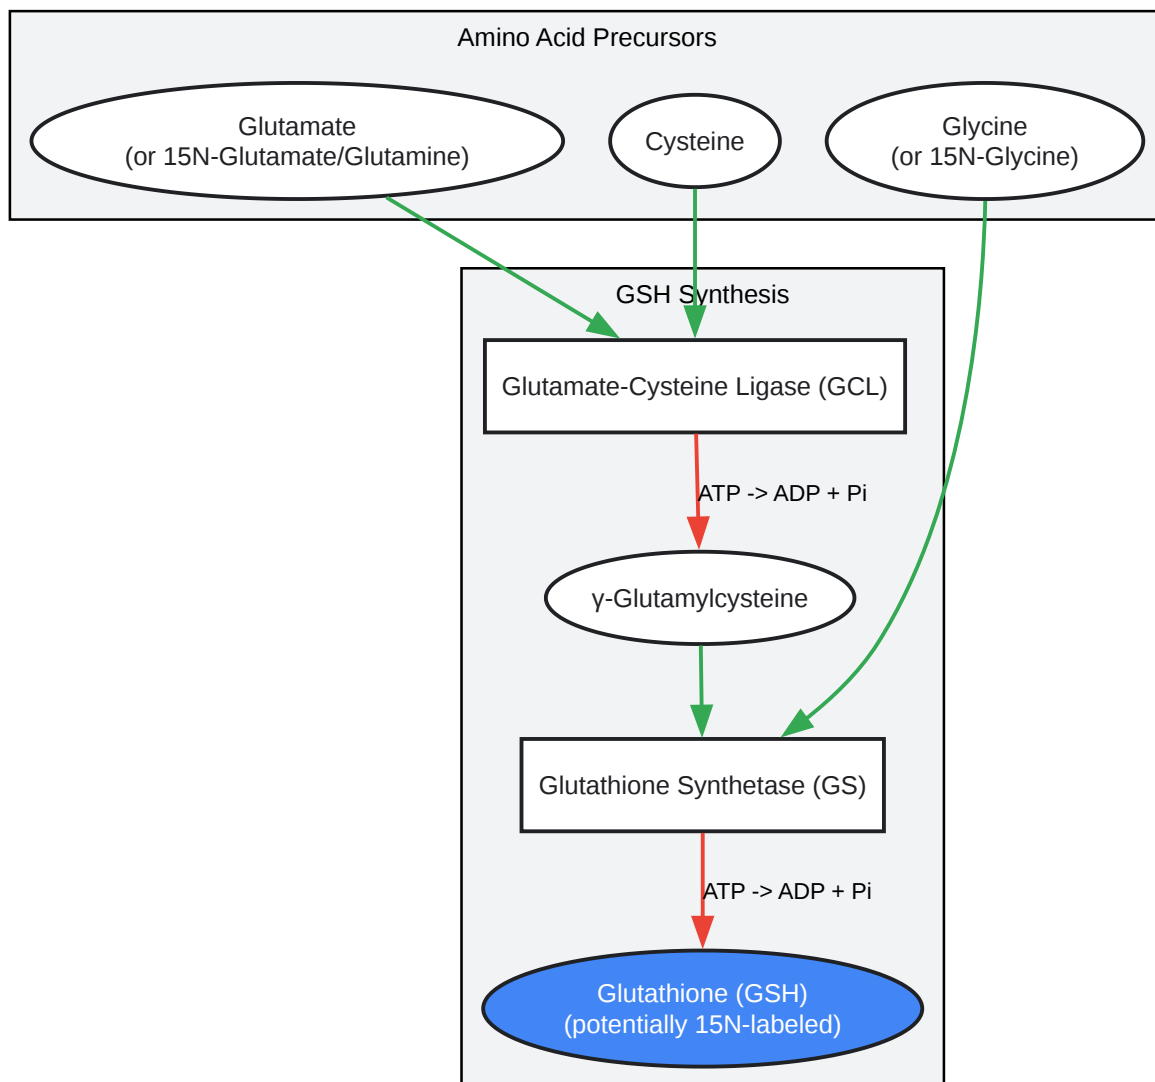 Amino Acid Precursors
Glutamate
(or 15N-Glutamate/Glutamine)
Cysteine
Glycine
(or 15N-Glycine)
GSH Synthesis
Glutamate-Cysteine Ligase (GCL)
ATP -> ADP + Pi
γ-Glutamylcysteine
Glutathione Synthetase (GS)
ATP -> ADP + Pi
Glutathione (GSH)
(potentially 15N-labeled)